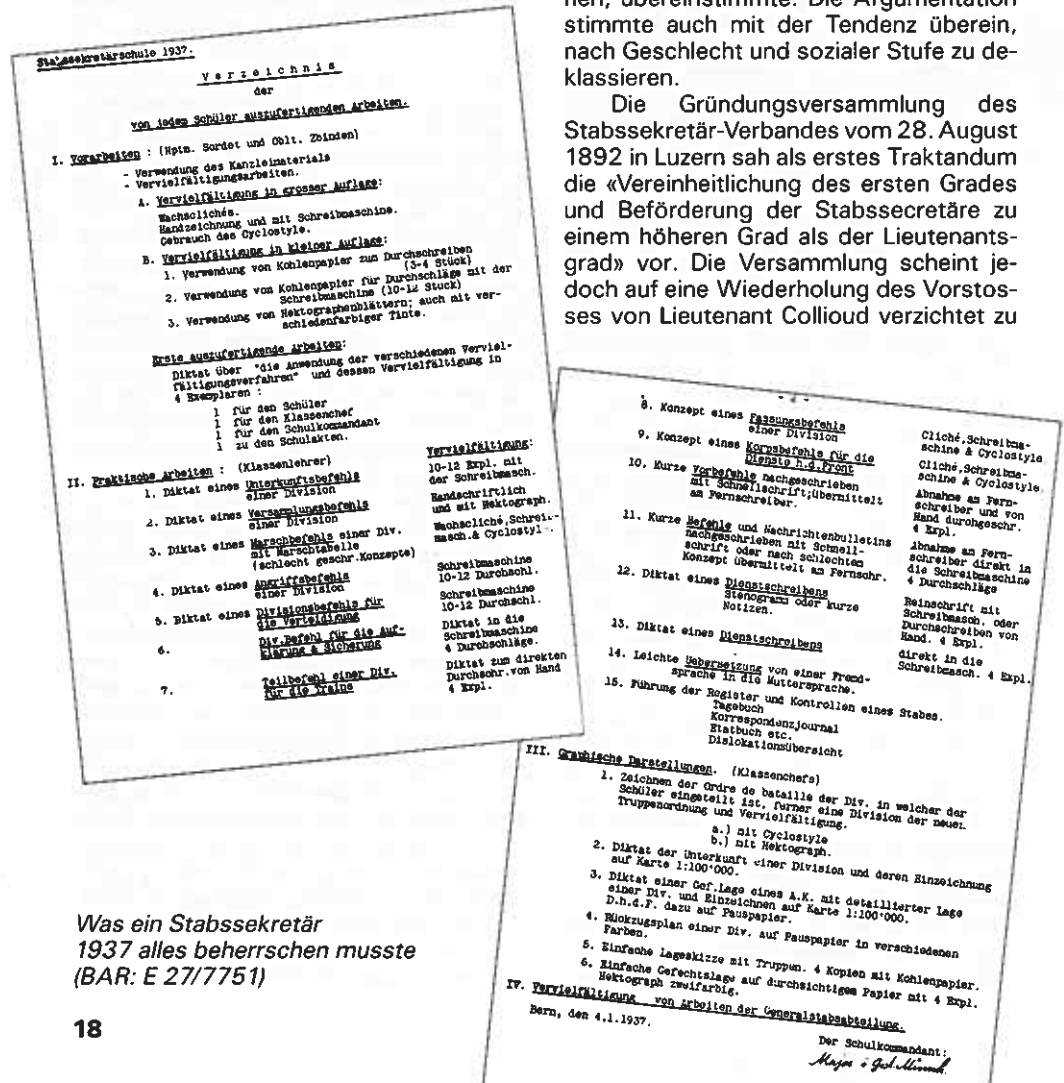 nen, übereinstimmte. Die Argumentation
stimmte auch mit der Tendenz überein,
nach Geschlecht und sozialer Stufe zu de-
klassieren.
Die Gründungsversammlung des
Stabssekretär-Verbandes vom 28. August
1892 in Luzern sah als erstes Traktandum
die «Vereinheitlichung des ersten Grades
und Beförderung der Stabssecretäre zu
einem höheren Grad als der Lieutenants-
grad» vor. Die Versammlung scheint je-
doch auf eine Wiederholung des Vorstos-
ses von Lieutenant Collioud verzichtet zu
Stabssekretärschule 1937.
Verzeichnis
der
von jedem Schüler auszufertigenden Arbeiten.
I. Vorarbeiten : (Hptm. Sordet und Oblt. Zbinden)
- Verwendung des Kanzleimaterials
- Vervielfältigungsarbeiten.
A. Vervielfältigung in grosser Auflage:
Wachsclichés.
Handzeichnung und mit Schreibmaschine.
Gebrauch des Cyclostyle.
B. Vervielfältigung in kleiner Auflage:
1. Verwendung von Kohlenpapier zum Durchschreiben
(3-4 Stück)
2. Verwendung von Kohlenpapier für Durchschläge mit der
Schreibmaschine (10-12 Stück)
3. Verwendung von Hektographenblättern; auch mit ver-
schiedenfarbiger Tinte.
Erste auszufertigende Arbeiten:
Diktat über "die Anwendung der verschiedenen Verviel-
fältigungsverfahren" und dessen Vervielfältigung in
4 Exemplaren :
1 für den Schüler
1 für den Klassenchef
1 für den Schulkommandant
1 zu den Schulakten.
II. Praktische Arbeiten : (Klassenlehrer) Vervielfältigung:
1. Diktat eines Unterkunftsbefehls 10-12 Expl. mit
einer Division der Schreibmasch.
2. Diktat eines Versammlungsbefehls Handschriftlich
einer Division und mit Hektograph.
3. Diktat eines Marschbefehls einer Div. Wachscliché,Schreib-
mit Marschtabelle masch.& Cyclostyl.
(schlecht geschr.Konzepte)
4. Diktat eines Angriffsbefehls Schreibmaschine
einer Division 10-12 Durchschl.
5. Diktat eines Divisionsbefehls für Schreibmaschine
die Verteidigung 10-12 Durchschl.
6. Div.Befehl für die Auf- Diktat in die
klärung & Sicherung Schreibmaschine
4 Durchschläge.
7. Teilbefehl einer Div. Diktat zum direkten
für die Trains Durchschr.von Hand
4 Expl.
8. Konzept eines Fassungsbefehls Cliché,Schreibma-
einer Division schine & Cyclostyle
9. Konzept eines Korpsbefehls für die Cliché,Schreibma-
Dienste h.d.Front schine & Cyclostyle.
10. Kurze Vorbefehle nachgeschrieben Abnahme am Fern-
mit Schnellschrift;übermittelt schreiber und von
am Fernschreiber. Hand durchgeschr.
4 Expl.
11. Kurze Befehle und Nachrichtenbulletins Abnahme am Fern-
nachgeschrieben mit Schnell- schreiber direkt in
schrift oder nach schlechten die Schreibmaschine
Konzept übermittelt am Fernschr. 4 Durchschläge
12. Diktat eines Dienstschreibens Reinschrift mit
Stenogramm oder kurze Schreibmasch. oder
Notizen. Durchschreiben von
Hand. 4 Expl.
13. Diktat eines Dienstschreibens direkt in die
Schreibmasch. 4 Expl.
14. Leichte Uebersetzung von einer Fremd-
sprache in die Muttersprache.
15. Führung der Register und Kontrollen eines Stabes.
Tagebuch
Korrespondenzjournal
Etatbuch etc.
Dislokationsübersicht
III. Graphische Darstellungen. (Klassenchefs)
1. Zeichnen der Ordre de bataille der Div. in welcher der
Schüler eingeteilt ist, ferner eine Division der neuen
Truppenordnung und Vervielfältigung.
a.) mit Cyclostyle
b.) mit Hektograph.
2. Diktat der Unterkunft einer Division und deren Einzeichnung
auf Karte 1:100'000.
3. Diktat einer Gef.Lage eines A.K. mit detaillierter Lage
einer Div. und Einzeichnen auf Karte 1:100'000.
D.h.d.F. dazu auf Pauspapier.
4. Rückzugsplan einer Div. auf Pauspapier in verschiedenen
Farben.
5. Einfache Lageskizze mit Truppen. 4 Kopien mit Kohlenpapier.
6. Einfache Gefechtslage auf durchsichtigem Papier mit 4 Expl.
Hektograph zweifarbig.
IV. Vervielfältigung von Arbeiten der Generalstabsabteilung.
Bern, den 4.1.1937.
Der Schulkommandant:
Major
Was ein Stabssekretär
1937 alles beherrschen musste
(BAR: E 27/7751)
18